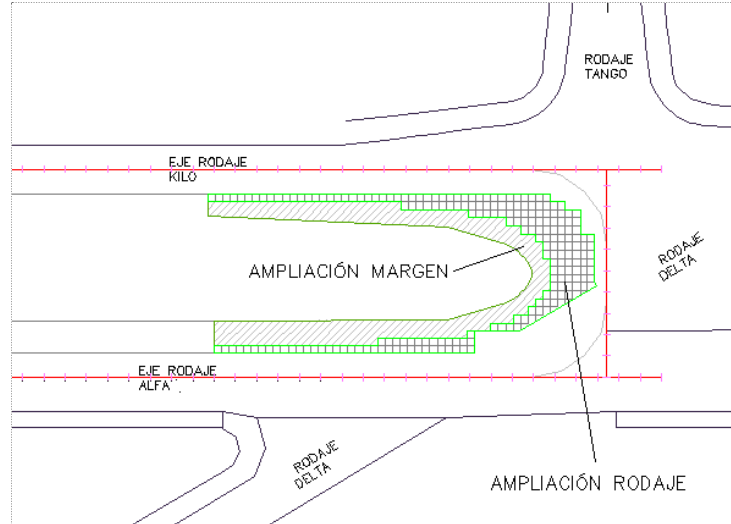 RODAJE
TANGO
EJE RODAJE
KILO
RODAJE
DELTA
AMPLIACIÓN MARGEN
EJE RODAJE
ALFA
RODAJE
DELTA
AMPLIACIÓN RODAJE